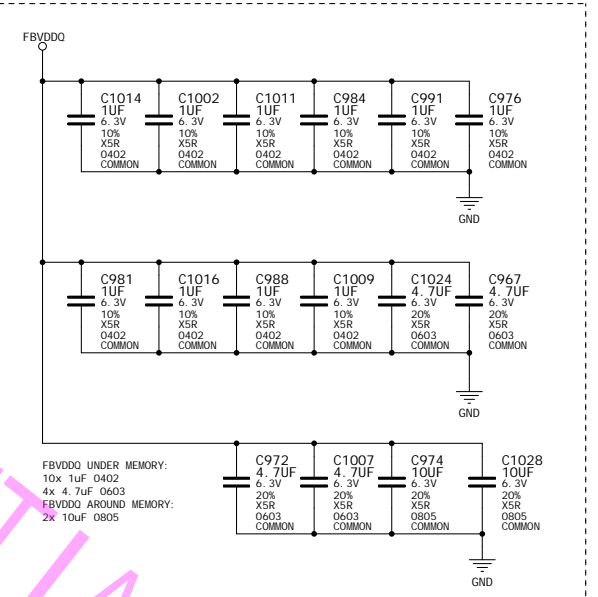 FBVDDQ
C1014 C1002 C1011 C984 C991 C976
1UF 1UF 1UF 1UF 1UF 1UF
6.3V 6.3V 6.3V 6.3V 6.3V 6.3V
10% 10% 10% 10% 10% 10%
X5R X5R X5R X5R X5R X5R
0402 0402 0402 0402 0402 0402
COMMON COMMON COMMON COMMON COMMON COMMON
GND
C981 C1016 C988 C1009 C1024 C967
1UF 1UF 1UF 1UF 4.7UF 4.7UF
6.3V 6.3V 6.3V 6.3V 6.3V 6.3V
10% 10% 10% 10% 20% 20%
X5R X5R X5R X5R X5R X5R
0402 0402 0402 0402 0603 0603
COMMON COMMON COMMON COMMON COMMON COMMON
GND
C972 C1007 C974 C1028
4.7UF 4.7UF 10UF 10UF
6.3V 6.3V 6.3V 6.3V
20% 20% 20% 20%
X5R X5R X5R X5R
0603 0603 0805 0805
COMMON COMMON COMMON COMMON
GND
FBVDDQ UNDER MEMORY:
10x 1uF 0402
4x 4.7uF 0603
FBVDDQ AROUND MEMORY:
2x 10uF 0805